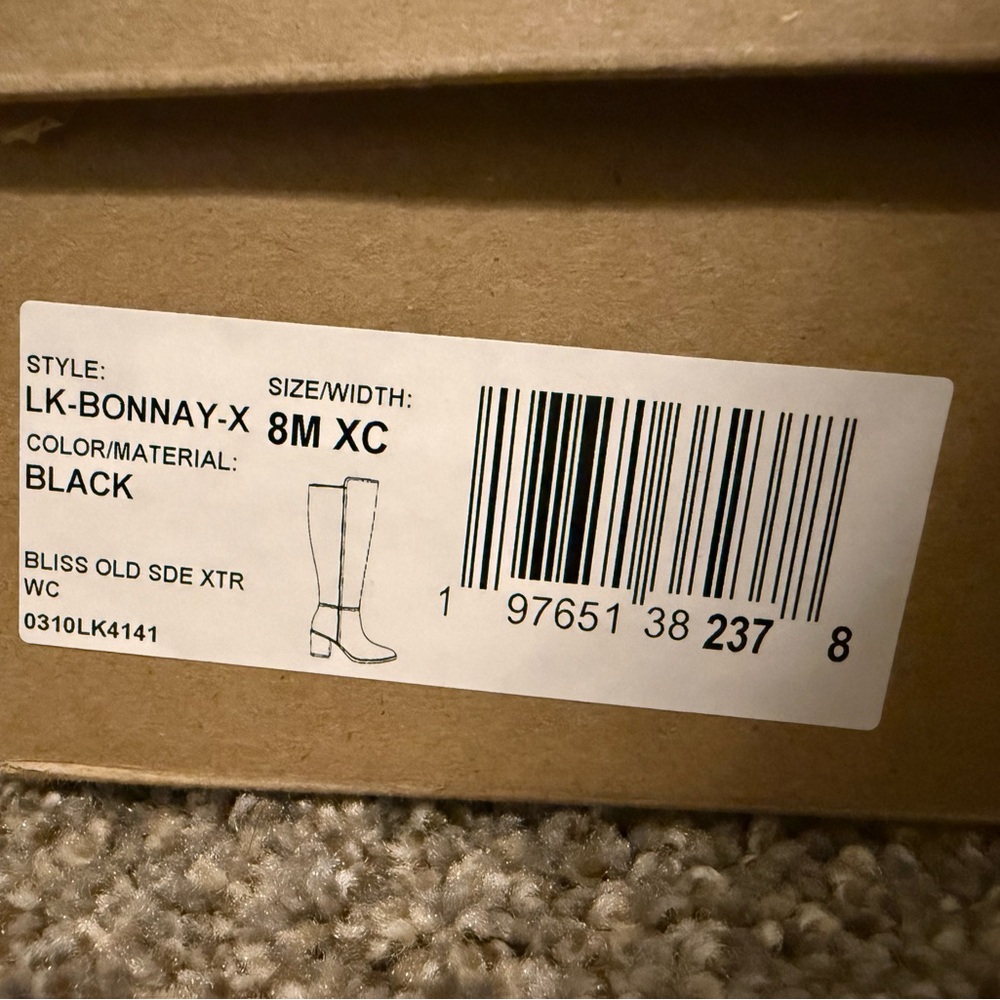 STYLE:
LK-BONNAY-X
COLOR/MATERIAL:
BLACK
SIZE/WIDTH:
8M XC
BLISS OLD SDE XTR
WC
0310LK4141
1 97651 38 237 8